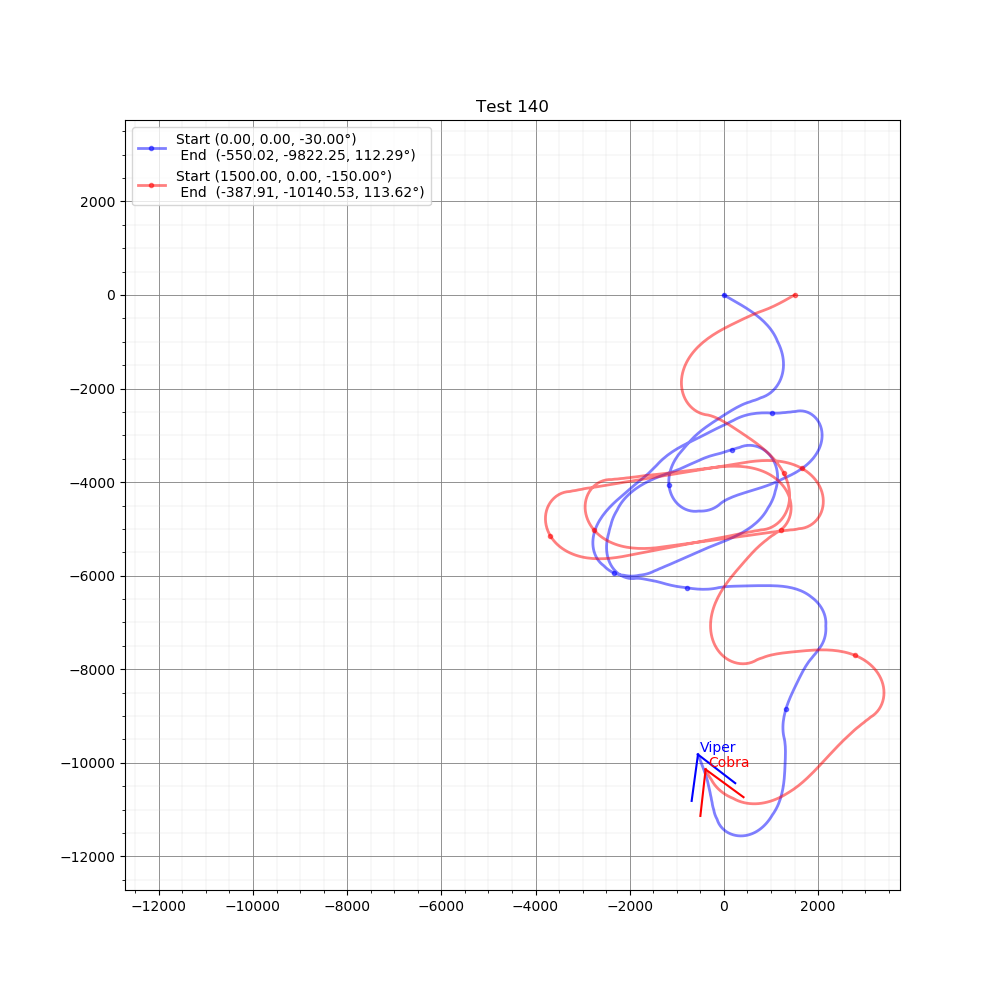 Test 140
Start (0.00, 0.00, -30.00°)
End  (-550.02, -9822.25, 112.29°)
Start (1500.00, 0.00, -150.00°)
End  (-387.91, -10140.53, 113.62°)
2000
0
−2000
−4000
−6000
−8000
−10000
−12000
Viper
Cobra
−12000 −10000 −8000 −6000 −4000 −2000 0 2000